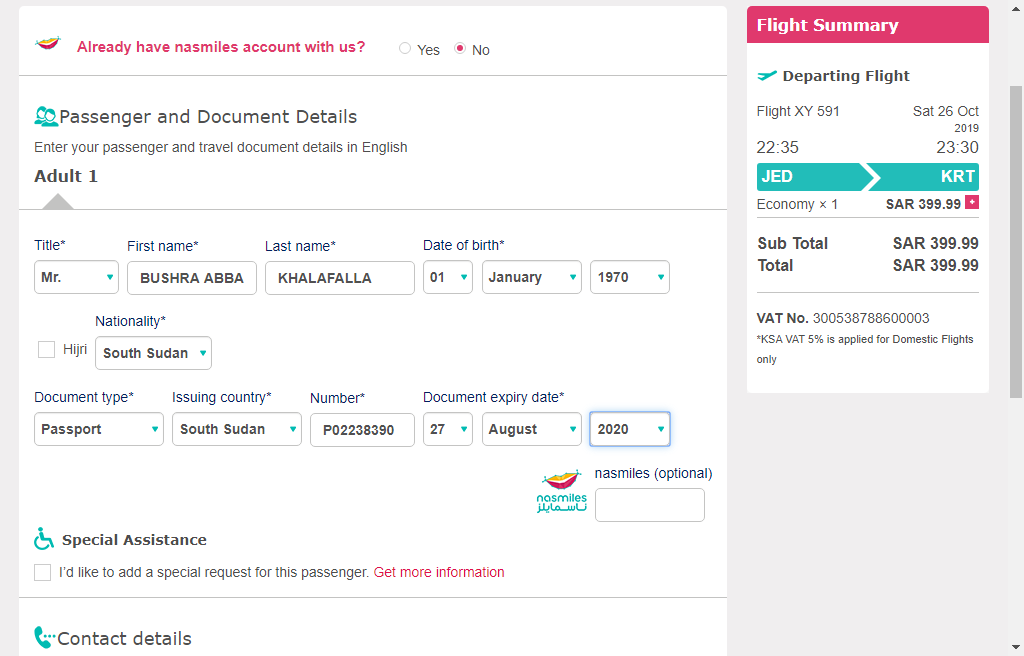 Already have nasmiles account with us? Yes No
Passenger and Document Details
Enter your passenger and travel document details in English
Adult 1
Title* First name* Last name* Date of birth*
Mr. BUSHRA ABBA KHALAFALLA 01 January 1970
Nationality*
Hijri South Sudan
Document type* Issuing country* Number* Document expiry date*
Passport South Sudan P02238390 27 August 2020
nasmiles (optional)
nasmiles
ناسمايلز
Special Assistance
I'd like to add a special request for this passenger. Get more information
Contact details
Flight Summary
Departing Flight
Flight XY 591 Sat 26 Oct
2019
22:35 23:30
JED KRT
Economy × 1 SAR 399.99 +
Sub Total SAR 399.99
Total SAR 399.99
VAT No. 300538788600003
*KSA VAT 5% is applied for Domestic Flights
only